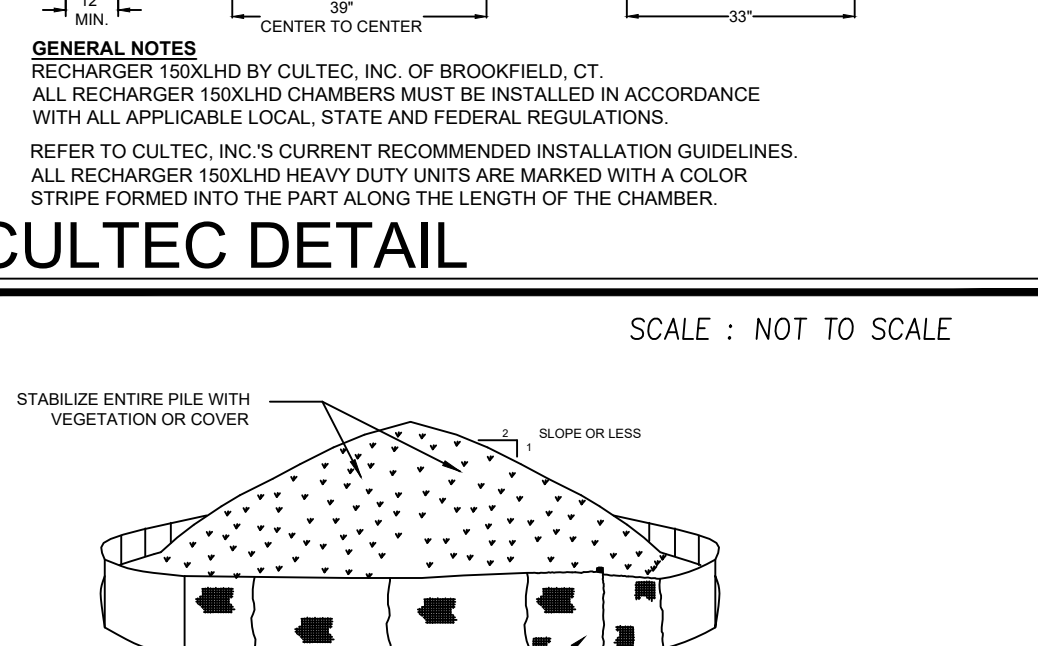 12"
MIN.
39"
CENTER TO CENTER
33"
GENERAL NOTES
RECHARGER 150XLHD BY CULTEC, INC. OF BROOKFIELD, CT.
ALL RECHARGER 150XLHD CHAMBERS MUST BE INSTALLED IN ACCORDANCE
WITH ALL APPLICABLE LOCAL, STATE AND FEDERAL REGULATIONS.
REFER TO CULTEC, INC.'S CURRENT RECOMMENDED INSTALLATION GUIDELINES.
ALL RECHARGER 150XLHD HEAVY DUTY UNITS ARE MARKED WITH A COLOR
STRIPE FORMED INTO THE PART ALONG THE LENGTH OF THE CHAMBER.
CULTEC DETAIL
SCALE : NOT TO SCALE
STABILIZE ENTIRE PILE WITH
VEGETATION OR COVER
2
1
SLOPE OR LESS